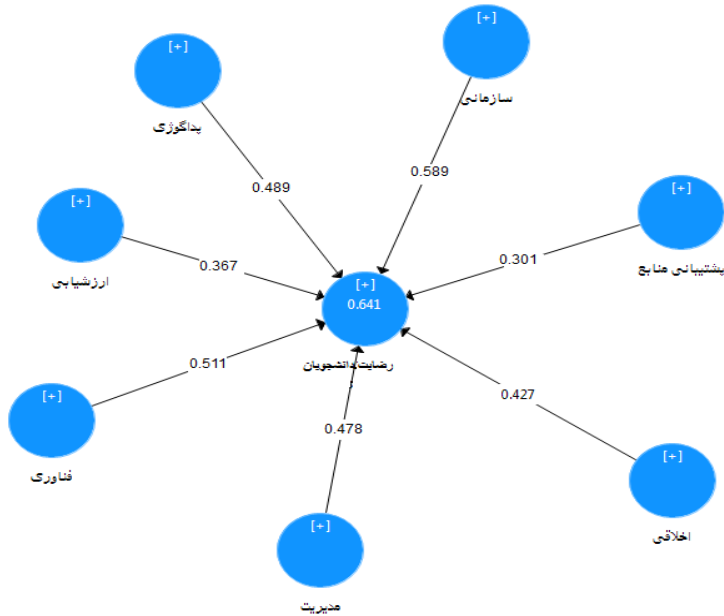 [+]
سازمانی
[+]
پداگوژی
0.589
0.489
[+]
پشتیبانی منابع
[+]
ارزشیابی
0.301
0.367
[+]
0.641
رضایت دانشجویان
:
0.511
0.427
0.478
[+]
فناوری
[+]
اخلاقی
[+]
مدیریت